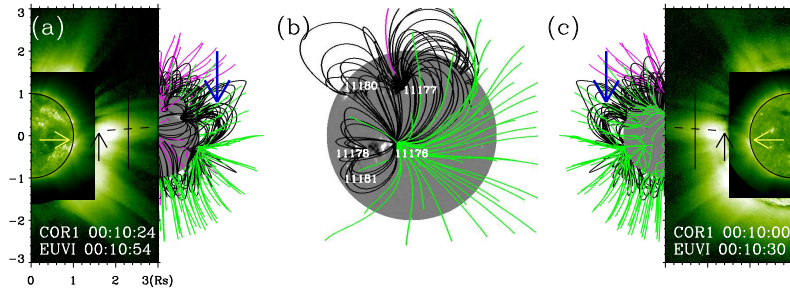 (a)
(b)
(c)
3
2
1
0
-1
-2
-3
11180
11177
11178
11176
11181
COR1 00:10:24
EUVI 00:10:54
COR1 00:10:00
EUVI 00:10:30
0 1 2 3(Rs)